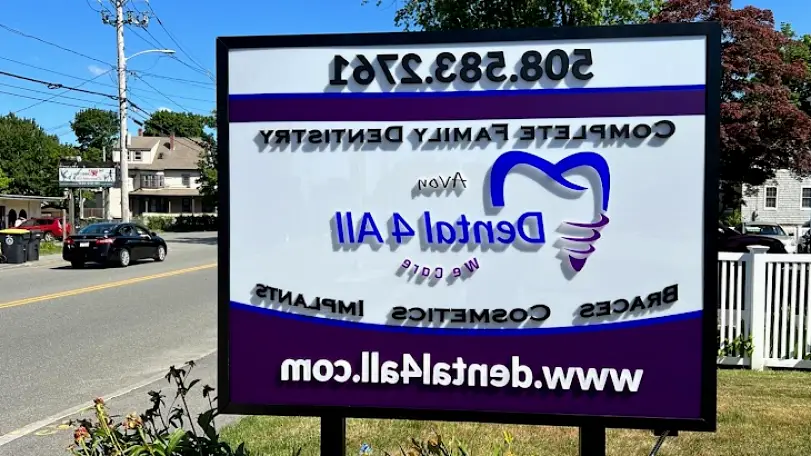 508.583.2761
COMPLETE FAMILY DENTISTRY
AVON
Dental 4 All
We Care
BRACES COSMETICS IMPLANTS
www.dental4all.com